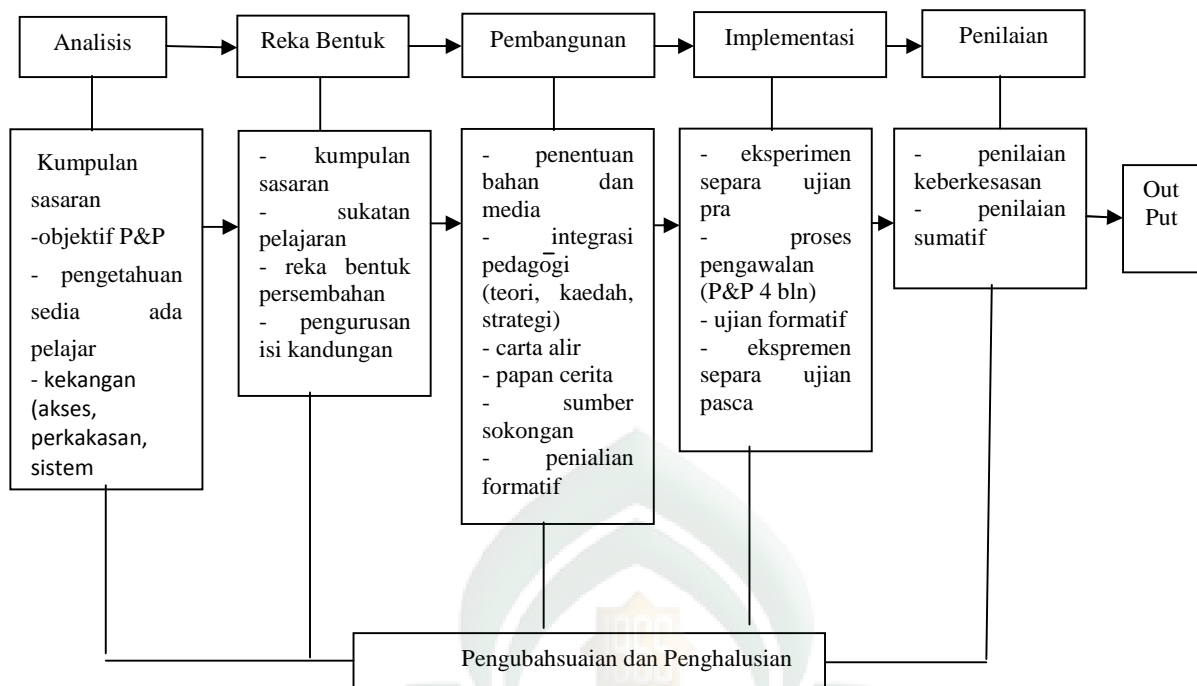 Analisis
Reka Bentuk
Pembangunan
Implementasi
Penilaian
Kumpulan
sasaran
-objektif P&P
- pengetahuan
sedia ada
pelajar
- kekangan
(akses,
perkakasan,
sistem
- kumpulan
sasaran
- sukatan
pelajaran
- reka bentuk
persembahan
- pengurusan
isi kandungan
- penentuan
bahan dan
media
- integrasi
pedagogi
(teori, kaedah,
strategi)
- carta alir
- papan cerita
- sumber
sokongan
- penialian
formatif
- eksperimen
separa ujian
pra
- proses
pengawalan
(P&P 4 bln)
- ujian formatif
- ekspremen
separa ujian
pasca
- penilaian
keberkesasan
- penilaian
sumatif
Out
Put
Pengubahsuaian dan Penghalusian